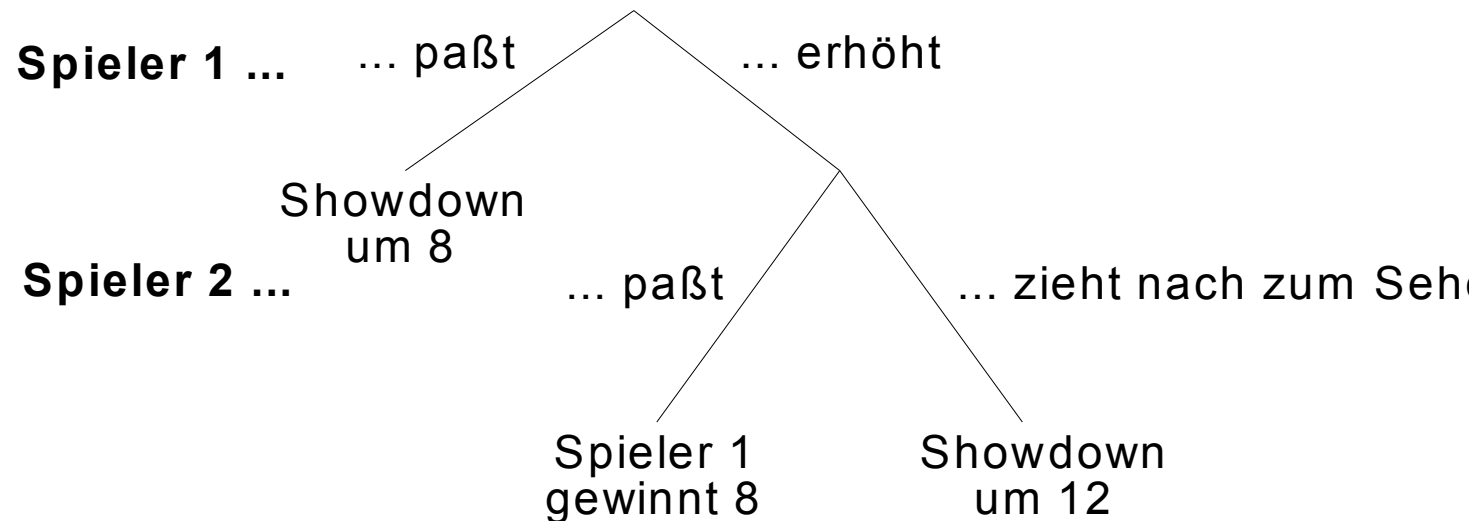 Spieler 1 ... ... paßt ... erhöht
Showdown
um 8
Spieler 2 ... ... paßt ... zieht nach zum
Spieler 1
gewinnt 8
Showdown
um 12